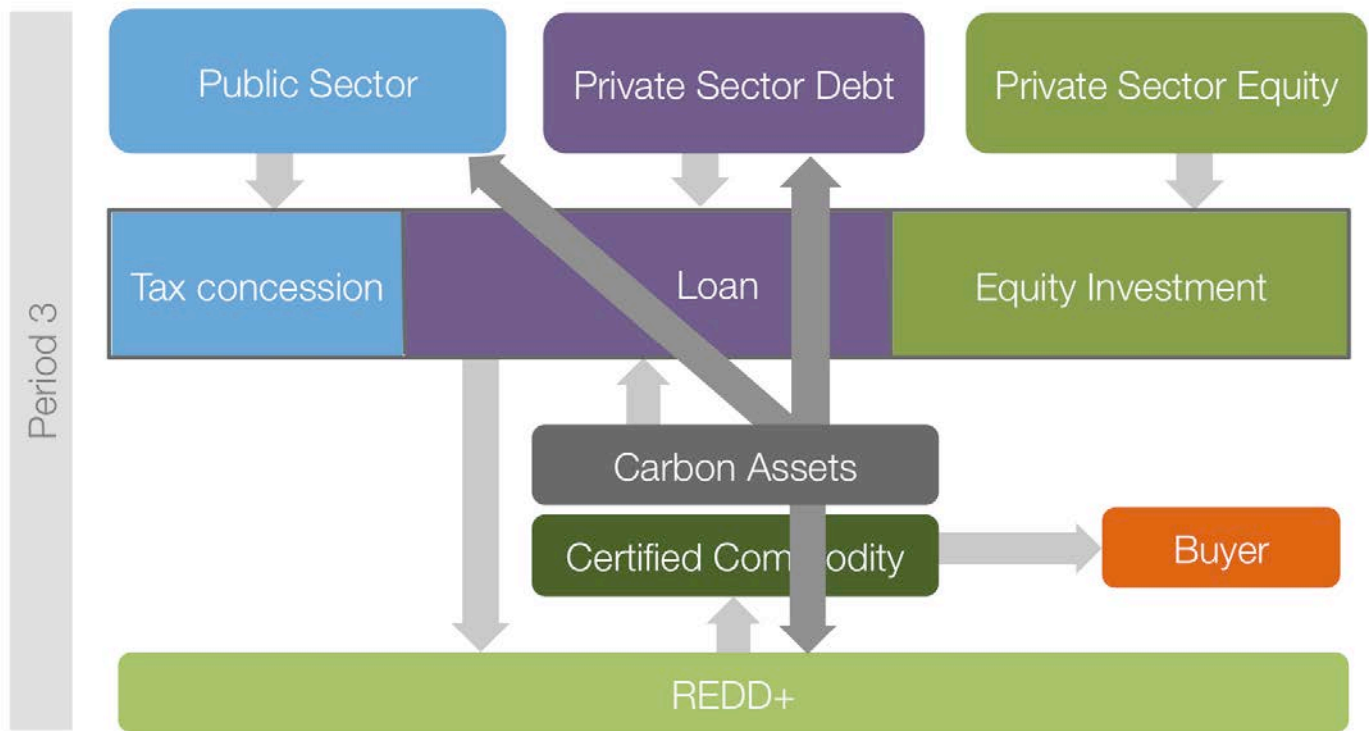 Period 3
Public Sector
Private Sector Debt
Private Sector Equity
Tax concession
Loan
Equity Investment
Carbon Assets
Certified Commodity
Buyer
REDD+